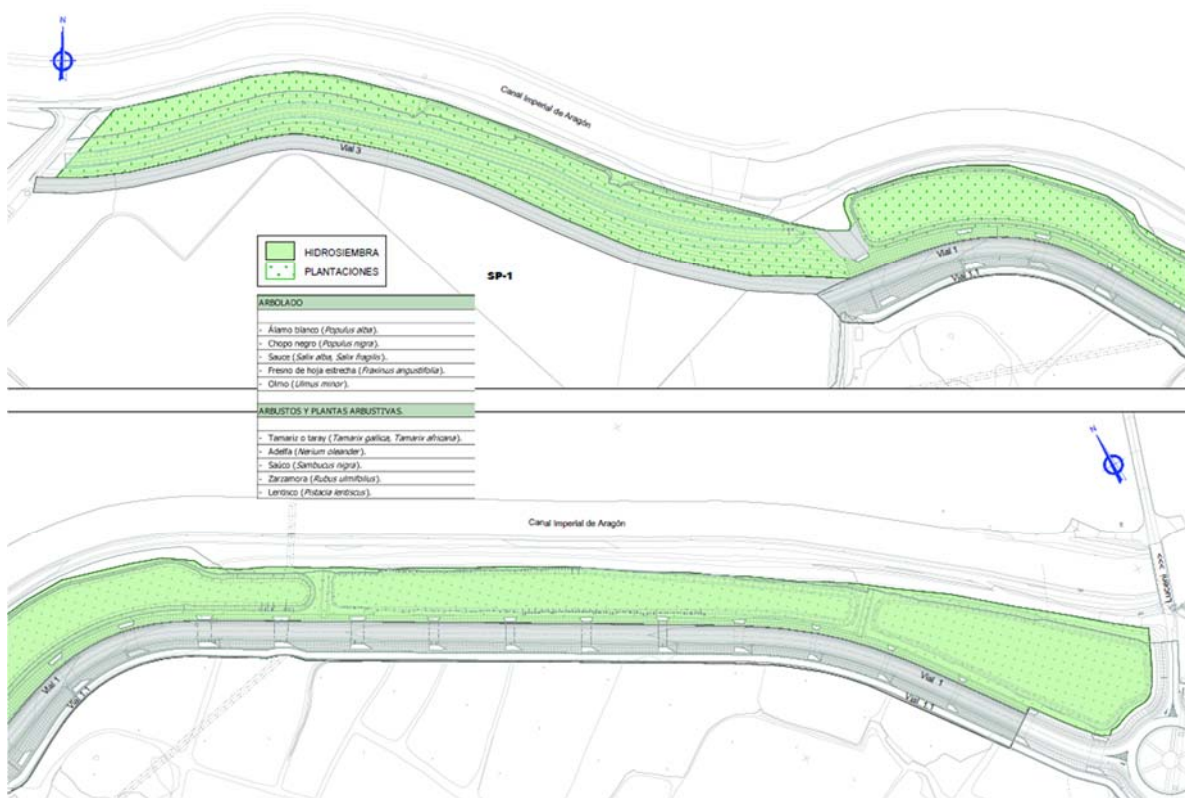 N
Canal Imperial de Aragón
Vial 3
Vial 1
Vial 1.1
HIDROSIEMBRA
PLANTACIONES
SP-1
ARBOLADO
- Álamo blanco (Populus alba).
- Chopo negro (Populus nigra).
- Sauce (Salix alba, Salix fragilis).
- Fresno de hoja estrecha (Fraxinus angustifolia).
- Olmo (Ulmus minor).
ARBUSTOS Y PLANTAS ARBUSTIVAS.
- Tamariz o taray (Tamarix gallica, Tamarix africana).
- Adelfa (Nerium oleander).
- Saúco (Sambucus nigra).
- Zarzamora (Rubus ulmifolius).
- Lentisco (Pistacia lentiscus).
N
Canal Imperial de Aragón
<<< Luceni
Vial 1
Vial 1.1
Vial 1
Vial 1.1